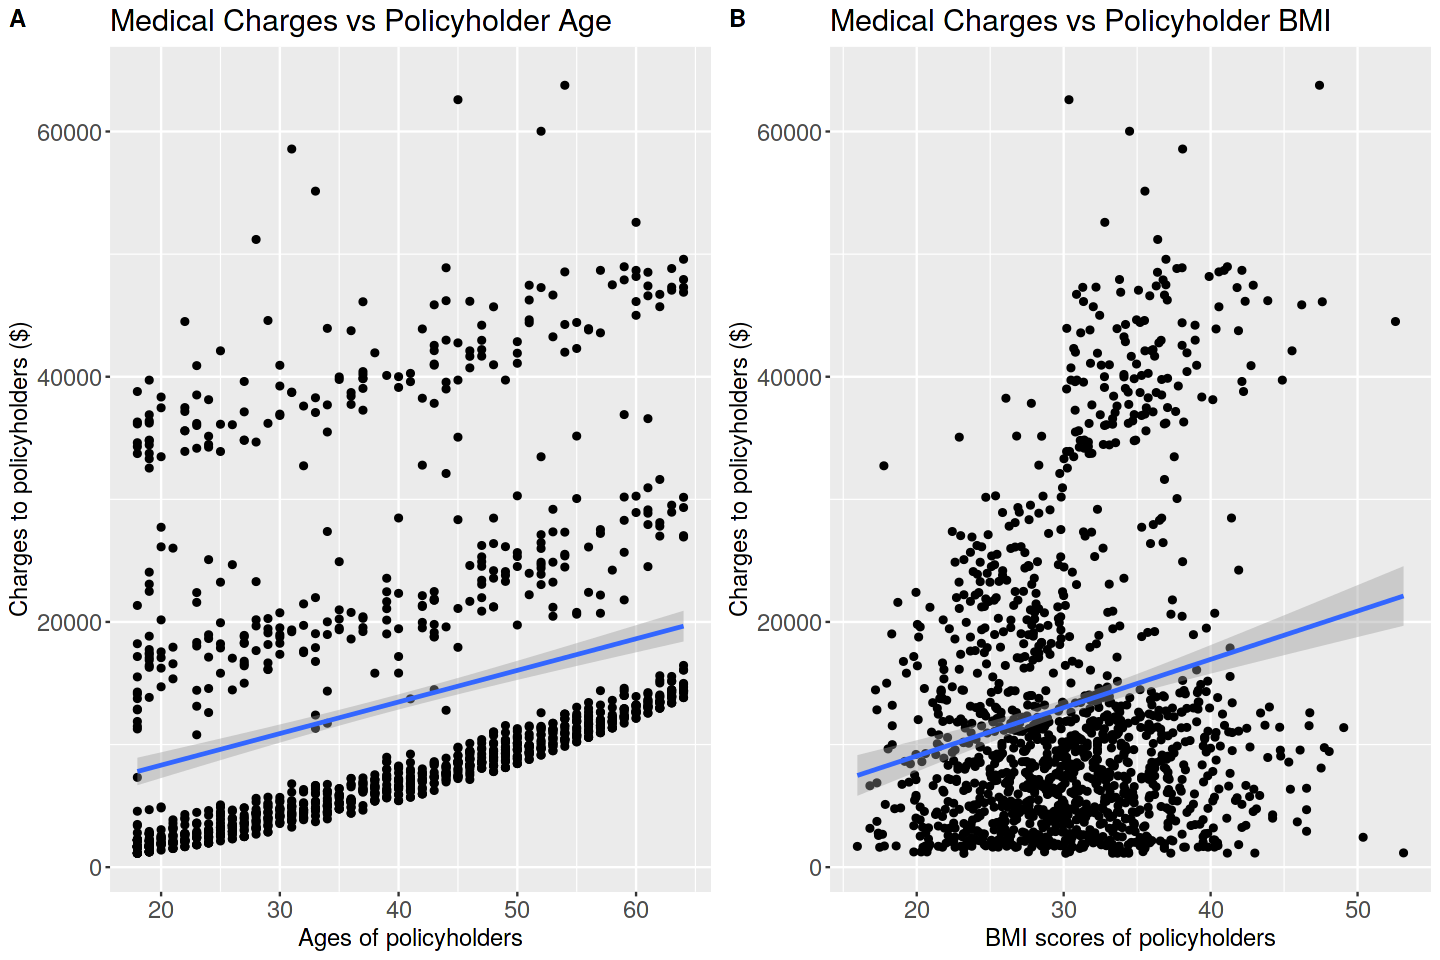 A Medical Charges vs Policyholder Age
Charges to policyholders ($)
60000
40000
20000
0
20 30 40 50 60
Ages of policyholders
B Medical Charges vs Policyholder BMI
Charges to policyholders ($)
60000
40000
20000
0
20 30 40 50
BMI scores of policyholders